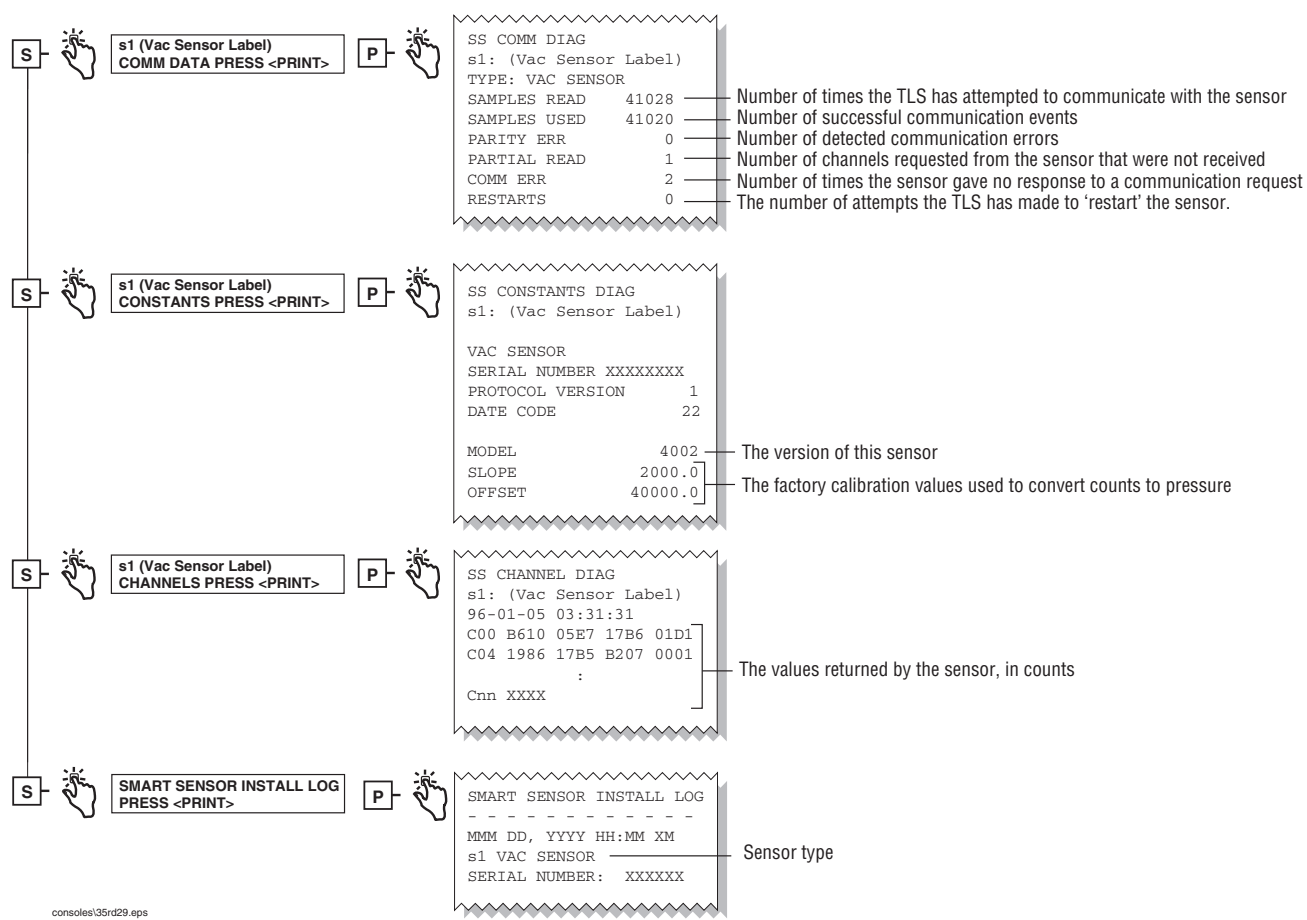 S
s1 (Vac Sensor Label)
COMM DATA PRESS <PRINT>
P
SS COMM DIAG
s1: (Vac Sensor Label)
TYPE: VAC SENSOR
SAMPLES READ 41028
Number of times the TLS has attempted to communicate with the sensor
SAMPLES USED 41020
Number of successful communication events
PARITY ERR 0
Number of detected communication errors
PARTIAL READ 1
Number of channels requested from the sensor that were not received
COMM ERR 2
Number of times the sensor gave no response to a communication request
RESTARTS 0
The number of attempts the TLS has made to ‘restart’ the sensor.
S
s1 (Vac Sensor Label)
CONSTANTS PRESS <PRINT>
P
SS CONSTANTS DIAG
s1: (Vac Sensor Label)
VAC SENSOR
SERIAL NUMBER XXXXXXXX
PROTOCOL VERSION 1
DATE CODE 22
MODEL 4002
The version of this sensor
SLOPE 2000.0
OFFSET 40000.0
The factory calibration values used to convert counts to pressure
S
s1 (Vac Sensor Label)
CHANNELS PRESS <PRINT>
P
SS CHANNEL DIAG
s1: (Vac Sensor Label)
96-01-05 03:31:31
C00 B610 05E7 17B6 01D1
C04 1986 17B5 B207 0001
:
Cnn XXXX
The values returned by the sensor, in counts
S
SMART SENSOR INSTALL LOG
PRESS <PRINT>
P
SMART SENSOR INSTALL LOG
- - - - - - - - - - - -
MMM DD, YYYY HH:MM XM
s1 VAC SENSOR
Sensor type
SERIAL NUMBER: XXXXXX
consoles\35rd29.eps